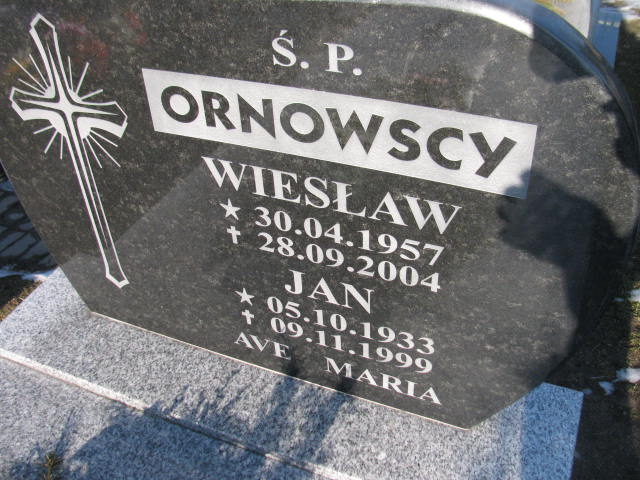 Ś. P.
ORNOWSCY
WIESŁAW
★ 30.04.1957
✝ 28.09.2004
JAN
★ 05.10.1933
✝ 09.11.1999
AVE MARIA